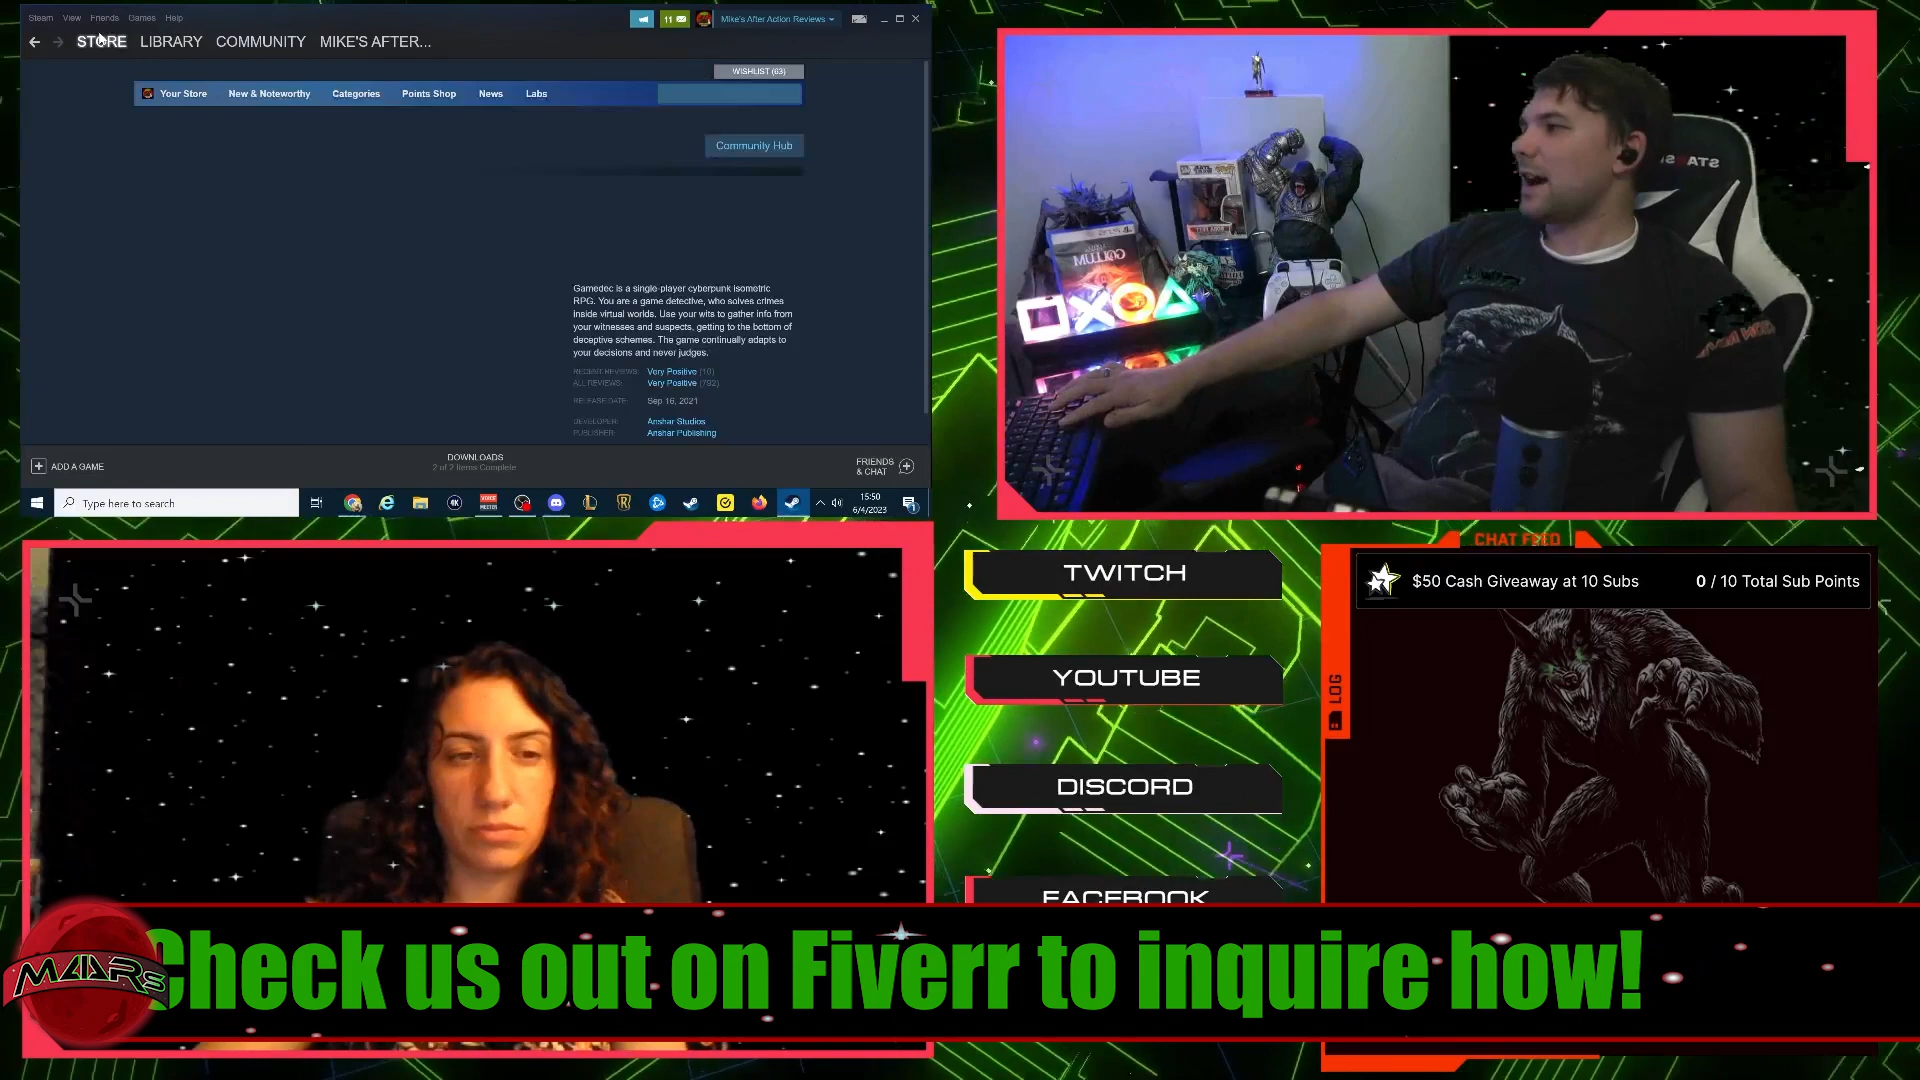 Steam View Friends Games Help
11
Mike's After Action Reviews
STORE LIBRARY COMMUNITY MIKE'S AFTER...
WISHLIST (63)
Your Store New & Noteworthy Categories Points Shop News Labs
Community Hub
Gamedec is a single-player cyberpunk isometric
RPG. You are a game detective, who solves crimes
inside virtual worlds. Use your wits to gather info from
your witnesses and suspects, getting to the bottom of
deceptive schemes. The game continually adapts to
your decisions and never judges.
RECENT REVIEWS: Very Positive (10)
ALL REVIEWS: Very Positive (792)
RELEASE DATE: Sep 16, 2021
DEVELOPER: Anshar Studios
PUBLISHER: Anshar Publishing
ADD A GAME
DOWNLOADS
2 of 2 Items Complete
FRIENDS
& CHAT
Type here to search
15:50
6/4/2023
GOLLUM
TWITCH
YOUTUBE
DISCORD
FACEBOOK
CHAT FEED
LOG
$50 Cash Giveaway at 10 Subs 0 / 10 Total Sub Points
MAARs
Check us out on Fiverr to inquire how!